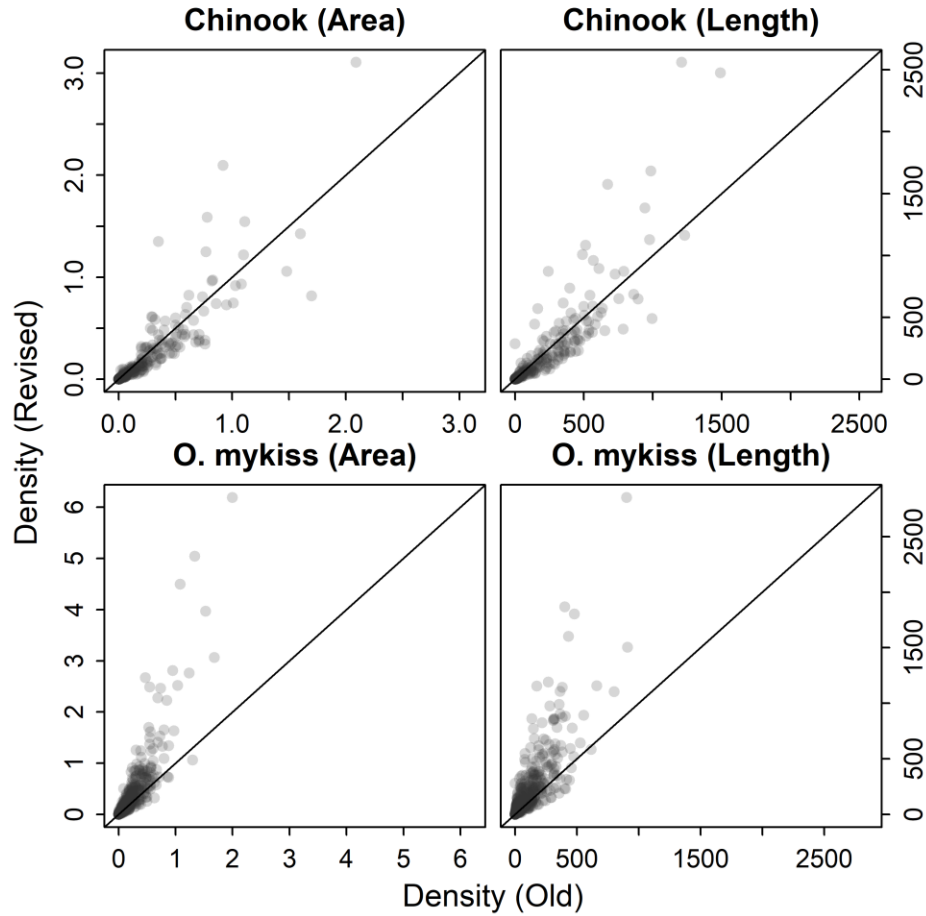 Chinook (Area)
Chinook (Length)
0.0 1.0 2.0 3.0
0.0 1.0 2.0 3.0
0 500 1500 2500
0 500 1500 2500
O. mykiss (Area)
O. mykiss (Length)
0 1 2 3 4 5 6
0 1 2 3 4 5 6
0 500 1500 2500
0 500 1500 2500
Density (Revised)
Density (Old)